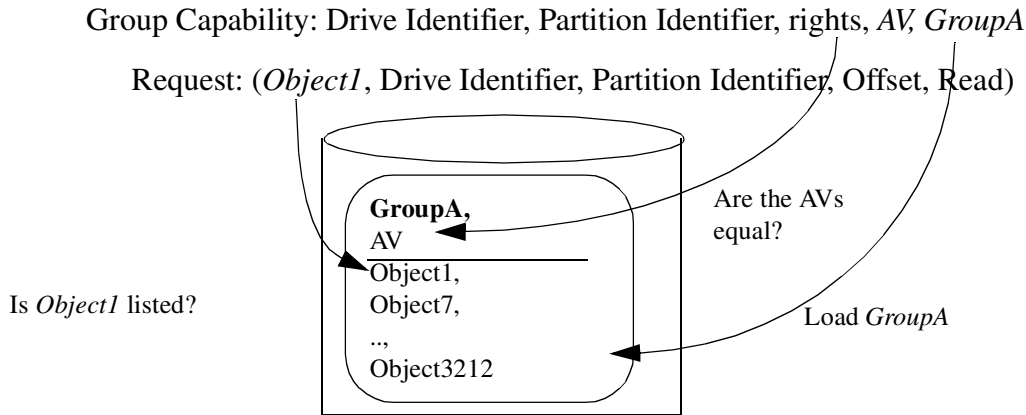 Group Capability: Drive Identifier, Partition Identifier, rights, AV, GroupA
Request: (Object1, Drive Identifier, Partition Identifier, Offset, Read)
GroupA,
AV
Object1,
Object7,
..,
Object3212
Are the AVs
equal?
Is Object1 listed?
Load GroupA